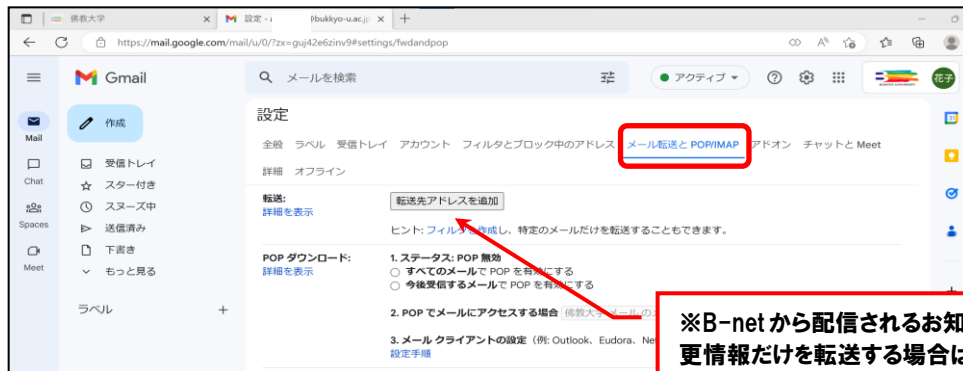 佛教大学
設定 -
@bukkyo-u.ac.jp
https://mail.google.com/mail/u/0/?zx=guj42e6zinv9#settings/fwdandpop
Gmail
メールを検索
アクティブ
花子
Mail
Chat
Spaces
Meet
作成
受信トレイ
スター付き
スヌーズ中
送信済み
下書き
もっと見る
ラベル
設定
全般 ラベル 受信トレイ アカウント フィルタとブロック中のアドレス メール転送と POP/IMAP アドオン チャットと Meet
詳細 オフライン
転送:
詳細を表示
転送先アドレスを追加
ヒント: フィルタを作成し、特定のメールだけを転送することもできます。
POP ダウンロード:
詳細を表示
1. ステータス: POP 無効
すべてのメールで POP を有効にする
今後受信するメールで POP を有効にする
2. POP でメールにアクセスする場合 佛教大学 メール の
3. メール クライアントの設定（例: Outlook、Eudora、Ne
設定手順
※B-netから配信されるお知
更情報だけを転送する場合は